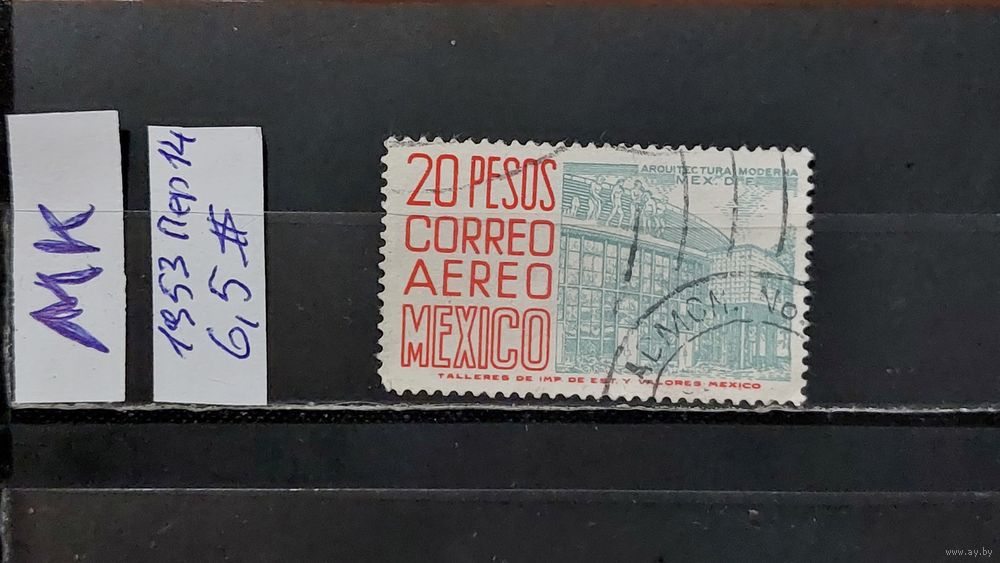 МК
1953 Пер 14
6,5 #
20 PESOS
CORREO
AEREO
MEXICO
ARQUITECTURA MODERNA
MEX. D. F.
TALLERES DE IMP. DE EST. Y VALORES MEXICO
www.ay.by